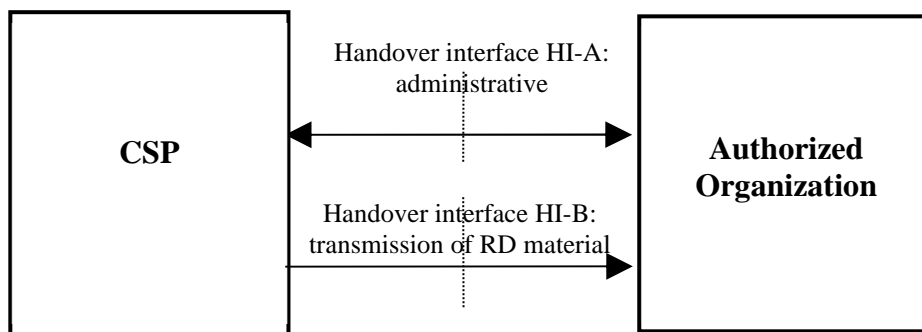 Handover interface HI-A:
administrative
CSP
Authorized
Organization
Handover interface HI-B:
transmission of RD material